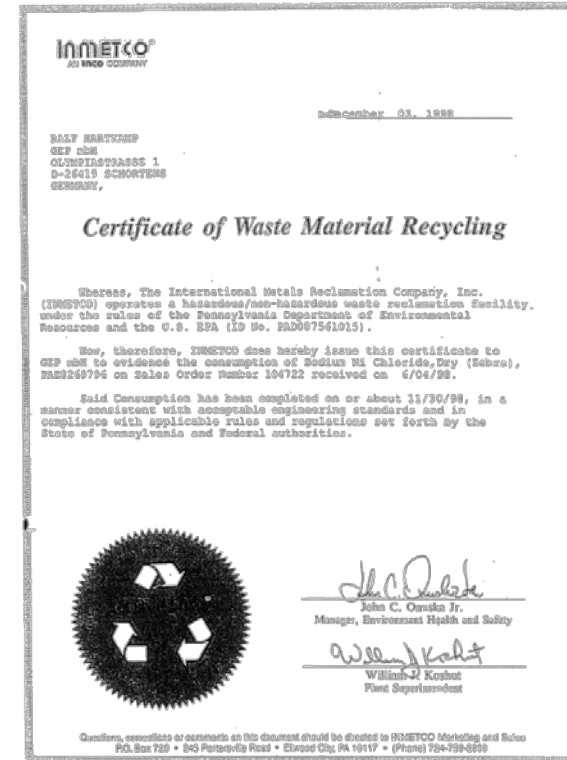 INMETCO®
AN INCO COMPANY
December 03, 1998
RALF HARTKAMP
GEP mbH
OLYMPIASTRASSE 1
D-26419 SCHORTENS
GERMANY,
Certificate of Waste Material Recycling
Whereas, The International Metals Reclamation Company, Inc.
(INMETCO) operates a hazardous/non-hazardous waste reclamation facility,
under the rules of the Pennsylvania Department of Environmental
Resources and the U.S. EPA (ID No. PAD087561015).
Now, therefore, INMETCO does hereby issue this certificate to
GEP mbH to evidence the consumption of Sodium Ni Chloride,Dry (Zebra),
on Sales Order Number 104722 received on 6/04/98.
Said Consumption has been completed on or about 11/30/98, in a
manner consistent with acceptable engineering standards and in
compliance with applicable rules and regulations set forth by the
State of Pennsylvania and Federal authorities.
John C. Onuska Jr.
Manager, Environment Health and Safety
William J. Koshut
Plant Superintendent
Questions, corrections or comments on this document should be directed to INMETCO Marketing and Sales
P.O. Box 720 • 245 Portersville Road • Ellwood City, PA 16117 • (Phone)